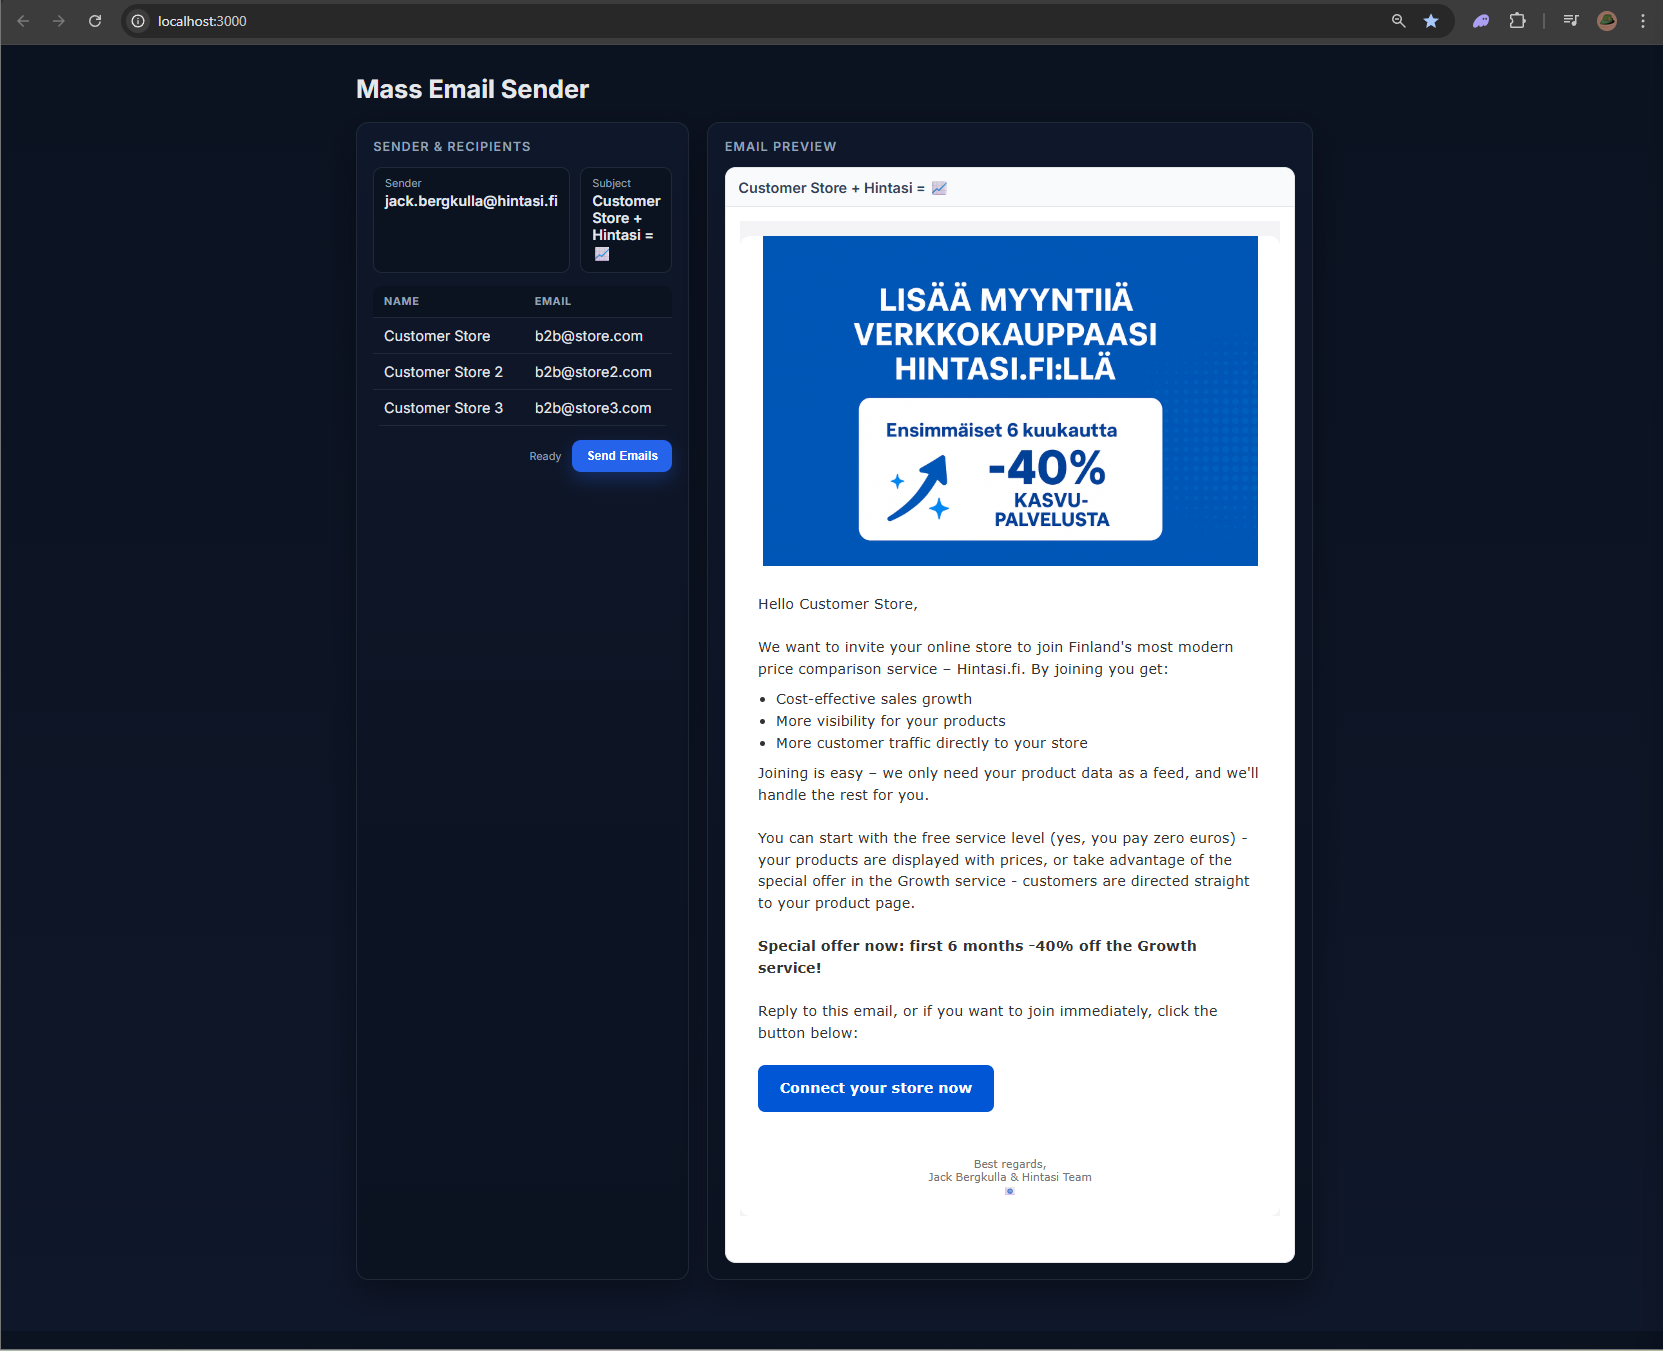 localhost:3000
Mass Email Sender
SENDER & RECIPIENTS
Sender
jack.bergkulla@hintasi.fi
Subject
Customer
Store +
Hintasi =
📈
NAME EMAIL
Customer Store b2b@store.com
Customer Store 2 b2b@store2.com
Customer Store 3 b2b@store3.com
Ready Send Emails
EMAIL PREVIEW
Customer Store + Hintasi = 📈
LISÄÄ MYYNTIIÄ
VERKKOKAUPPAASI
HINTASI.FI:LLÄ
Ensimmäiset 6 kuukautta
-40%
KASVU-
PALVELUSTA
Hello Customer Store,
We want to invite your online store to join Finland's most modern
price comparison service – Hintasi.fi. By joining you get:
• Cost-effective sales growth
• More visibility for your products
• More customer traffic directly to your store
Joining is easy – we only need your product data as a feed, and we'll
handle the rest for you.
You can start with the free service level (yes, you pay zero euros) -
your products are displayed with prices, or take advantage of the
special offer in the Growth service - customers are directed straight
to your product page.
Special offer now: first 6 months -40% off the Growth
service!
Reply to this email, or if you want to join immediately, click the
button below:
Connect your store now
Best regards,
Jack Bergkulla & Hintasi Team